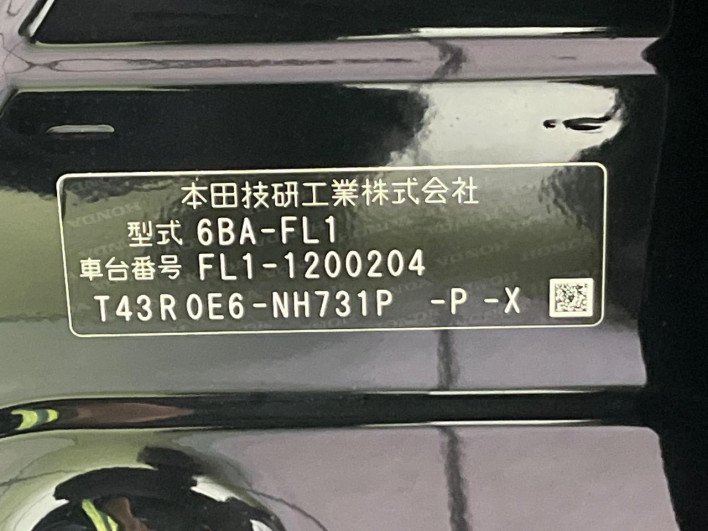 本田技研工業株式会社
型式 6BA-FL1
車台番号 FL1-1200204
T43R0E6-NH731P -P -X